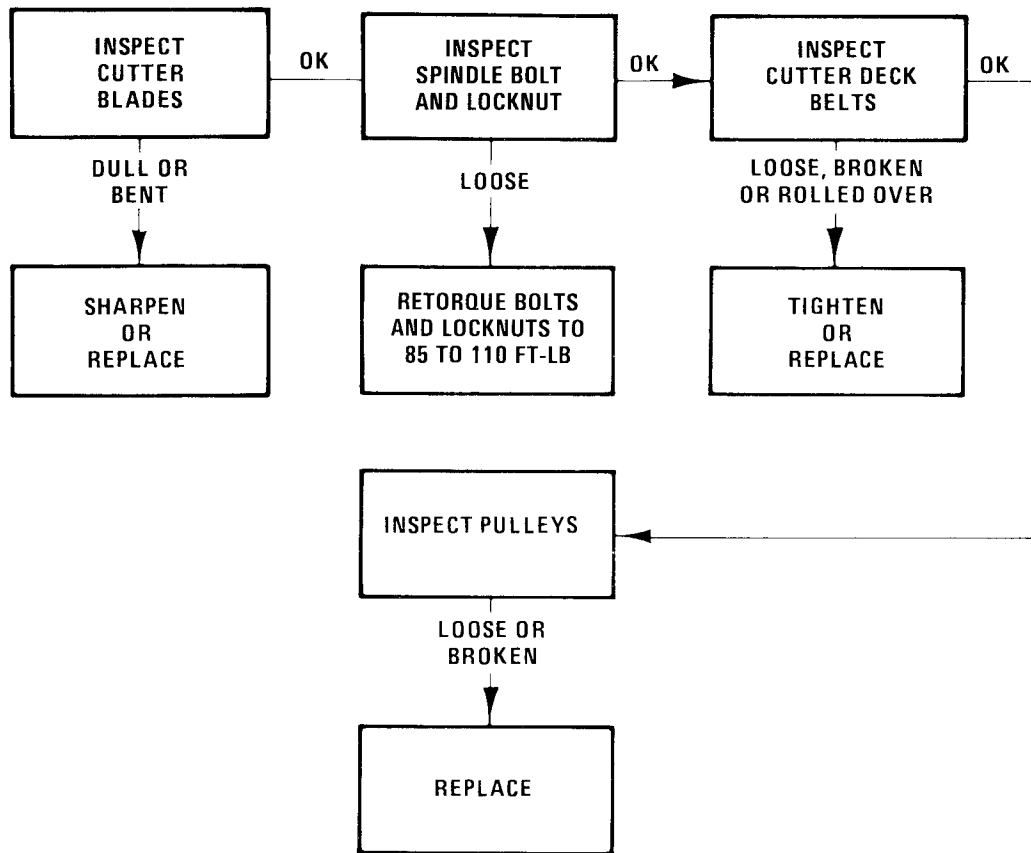 INSPECT
CUTTER
BLADES
OK
INSPECT
SPINDLE BOLT
AND LOCKNUT
OK
INSPECT
CUTTER DECK
BELTS
OK
DULL OR
BENT
LOOSE
LOOSE, BROKEN
OR ROLLED OVER
SHARPEN
OR
REPLACE
RETORQUE BOLTS
AND LOCKNUTS TO
85 TO 110 FT-LB
TIGHTEN
OR
REPLACE
INSPECT PULLEYS
LOOSE OR
BROKEN
REPLACE